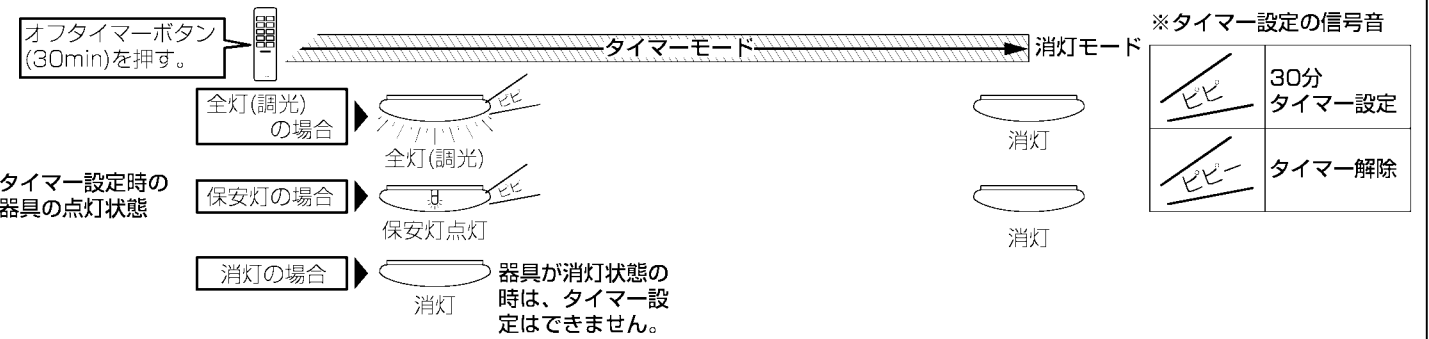 オフタイマーボタン
(30min)を押す。
タイマーモード
消灯モード
※タイマー設定の信号音
ピピ
30分
タイマー設定
ピピー
タイマー解除
タイマー設定時の
器具の点灯状態
全灯(調光)
の場合
ピピ
全灯(調光)
消灯
保安灯の場合
ピピ
保安灯点灯
消灯
消灯の場合
消灯
器具が消灯状態の
時は、タイマー設
定はできません。